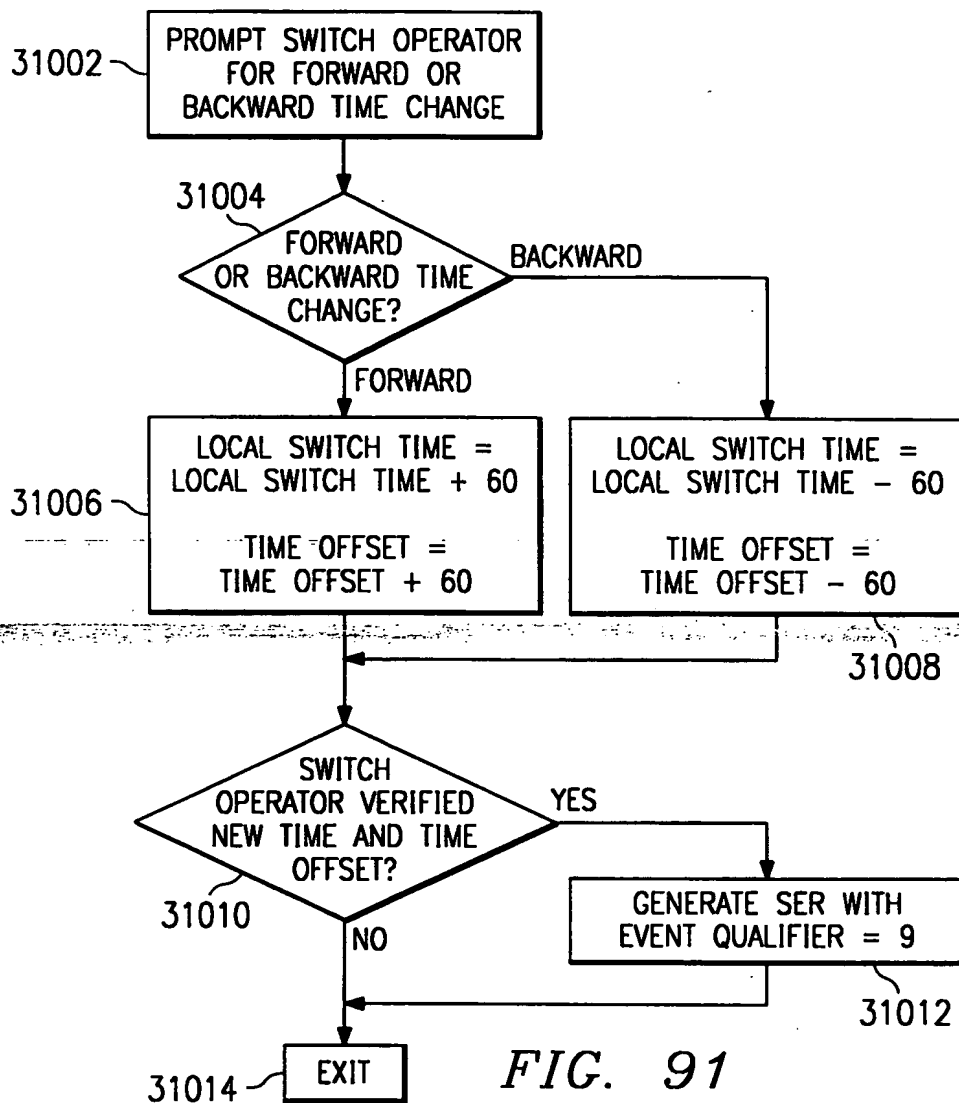 31002
PROMPT SWITCH OPERATOR
FOR FORWARD OR
BACKWARD TIME CHANGE
31004
FORWARD
OR BACKWARD TIME
CHANGE?
BACKWARD
FORWARD
31006
LOCAL SWITCH TIME =
LOCAL SWITCH TIME + 60
TIME OFFSET =
TIME OFFSET + 60
LOCAL SWITCH TIME =
LOCAL SWITCH TIME - 60
TIME OFFSET =
TIME OFFSET - 60
31008
SWITCH
OPERATOR VERIFIED
NEW TIME AND TIME
OFFSET?
YES
31010
NO
GENERATE SER WITH
EVENT QUALIFIER = 9
31012
31014
EXIT
FIG. 91